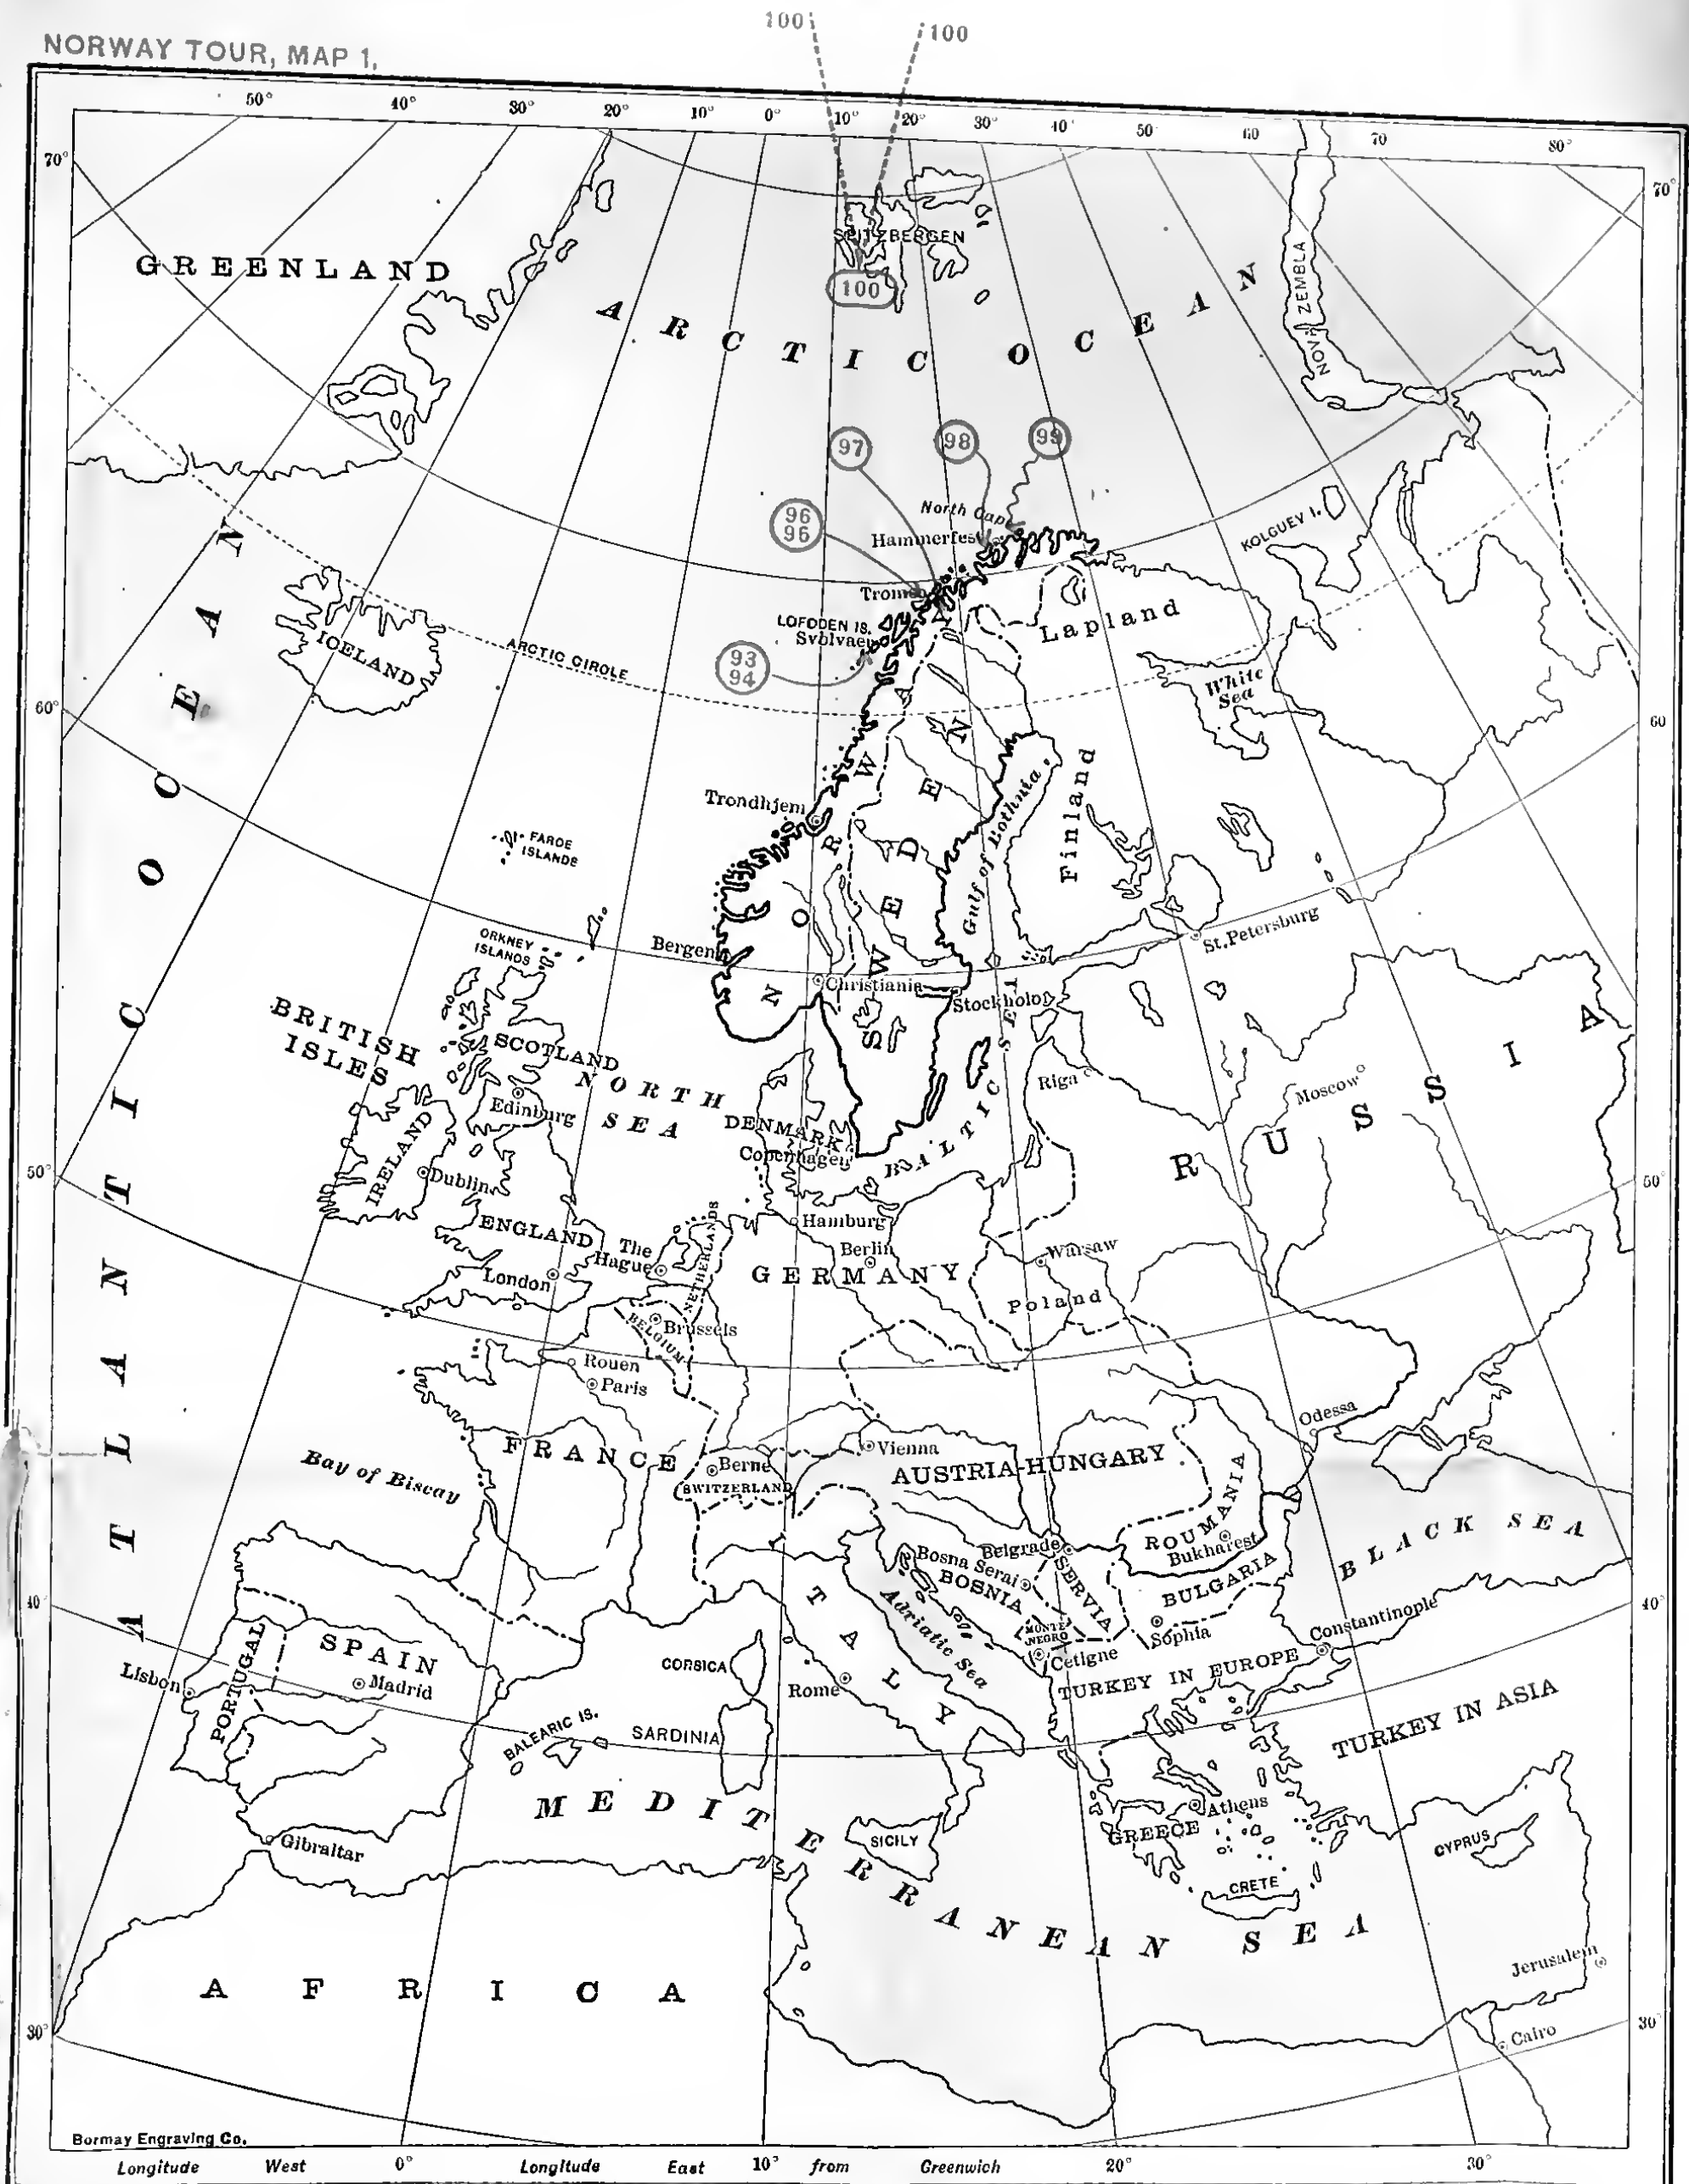 100 100
NORWAY TOUR, MAP 1.
50° 40° 30° 20° 10° 0° 10° 20° 30° 40° 50° 60 70 80°
70° 70°
GREENLAND
SPITZBERGEN
100
NOVA ZEMBLA
ARCTIC OCEAN
97 98 99
96
96
North Cape
Hammerfest
KOLGUEY I.
Tromso
LOFODEN IS.
Svolvaer
Lapland
93
94
ICELAND
ARCTIC CIRCLE
White
Sea
60° 60
ATLANTIC OCEAN
NORWAY
SWEDEN
Gulf of Bothnia
Finland
Trondhjem
FAROE
ISLANDS
ORKNEY
ISLANDS
Bergen
St. Petersburg
Christiania
Stockholm
BRITISH
ISLES
SCOTLAND
NORTH
SEA
Edinburg
DENMARK
Copenhagen
BALTIC SEA
Riga
Moscow
RUSSIA
IRELAND
Dublin
50° 50°
ENGLAND
The
Hague
NETHERLANDS
Hamburg
Berlin
London
GERMANY
Warsaw
Poland
BELGIUM
Brussels
Rouen
Paris
Odessa
FRANCE
Berne
SWITZERLAND
Vienna
AUSTRIA-HUNGARY
Bay of Biscay
ROUMANIA
Bukharest
BLACK SEA
Belgrade
Bosna Serai
BOSNIA
SERVIA
BULGARIA
ITALY
Adriatic Sea
MONTE
NEGRO
Cetigne
Sophia
Constantinople
40° 40°
PORTUGAL
SPAIN
Lisbon
Madrid
CORSICA
Rome
TURKEY IN EUROPE
TURKEY IN ASIA
BALEARIC IS.
SARDINIA
MEDITERRANEAN SEA
SICILY
GREECE
Athens
CYPRUS
CRETE
Gibraltar
AFRICA
Jerusalem
Cairo
30° 30°
Bormay Engraving Co.
Longitude West 0° Longitude East 10° from Greenwich 20° 30°